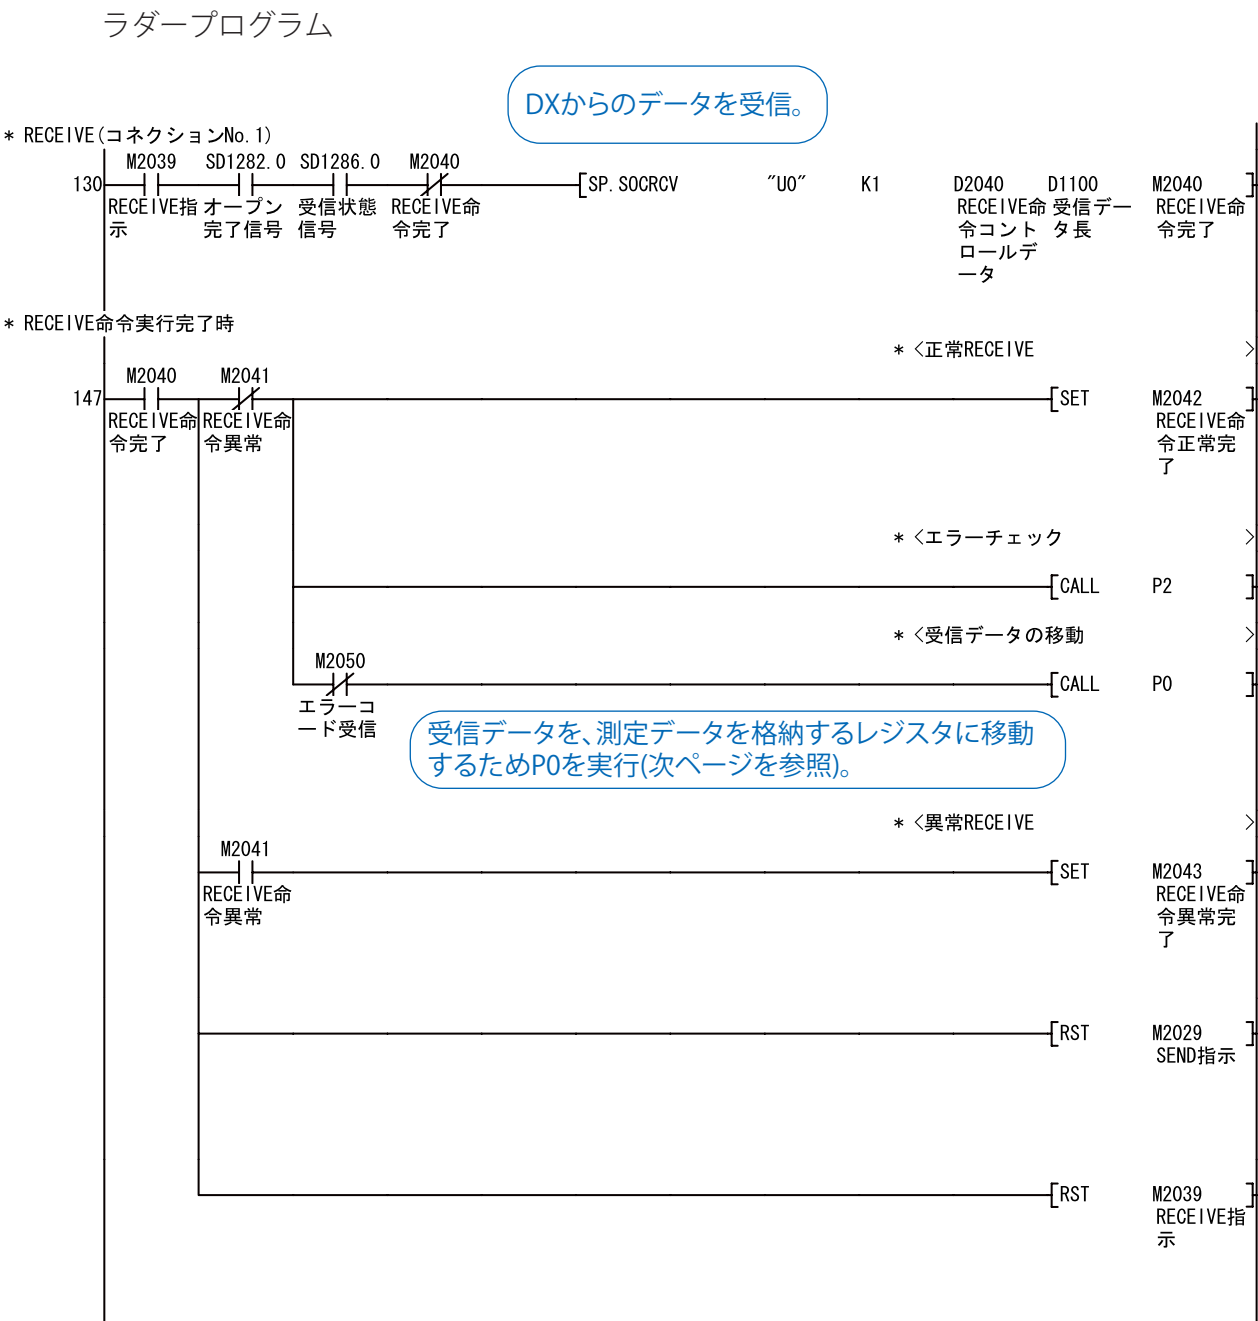 ラダープログラム
DXからのデータを受信。
* RECEIVE(コネクションNo.1)
M2039 SD1282.0 SD1286.0 M2040
130 [SP.SOCRCV "U0" K1 D2040 D1100 M2040 ]
RECEIVE指 オープン 受信状態 RECEIVE命 RECEIVE命 受信デー RECEIVE命
示 完了信号 信号 令完了 令コント タ長 令完了
ロールデ
ータ
* RECEIVE命令実行完了時
* <正常RECEIVE >
M2040 M2041
147 [SET M2042 ]
RECEIVE命 RECEIVE命 RECEIVE命
令完了 令異常 令正常完
了
* <エラーチェック >
[CALL P2 ]
* <受信データの移動 >
M2050
[CALL P0 ]
エラーコ
ード受信
受信データを、測定データを格納するレジスタに移動
するためP0を実行(次ページを参照)。
* <異常RECEIVE >
M2041
[SET M2043 ]
RECEIVE命 RECEIVE命
令異常 令異常完
了
[RST M2029 ]
SEND指示
[RST M2039 ]
RECEIVE指
示